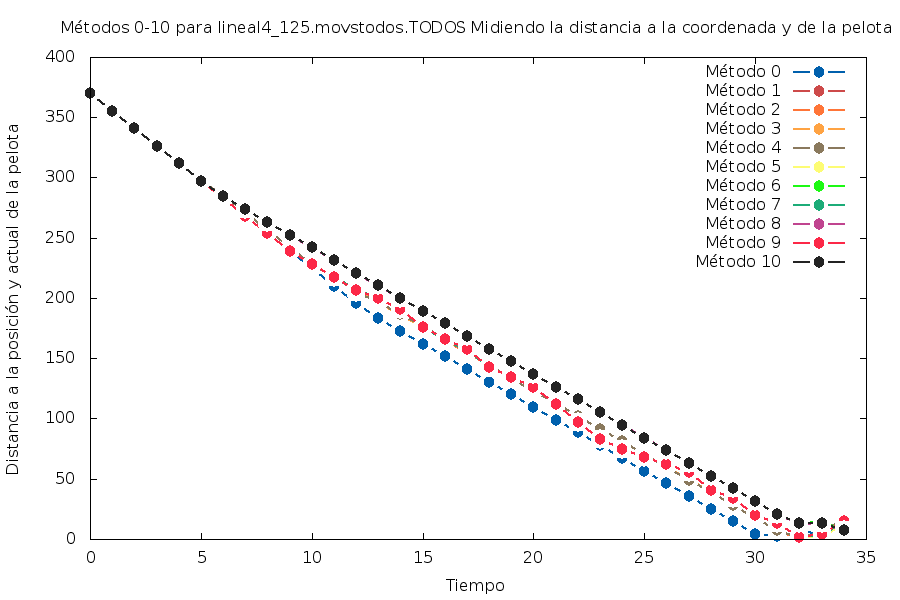 Métodos 0-10 para lineal4_125.movstodos.TODOS Midiendo la distancia a la coordenada y de la pelota
Distancia a la posición y actual de la pelota
400
350
300
250
200
150
100
50
0
Método 0
Método 1
Método 2
Método 3
Método 4
Método 5
Método 6
Método 7
Método 8
Método 9
Método 10
0 5 10 15 20 25 30 35
Tiempo